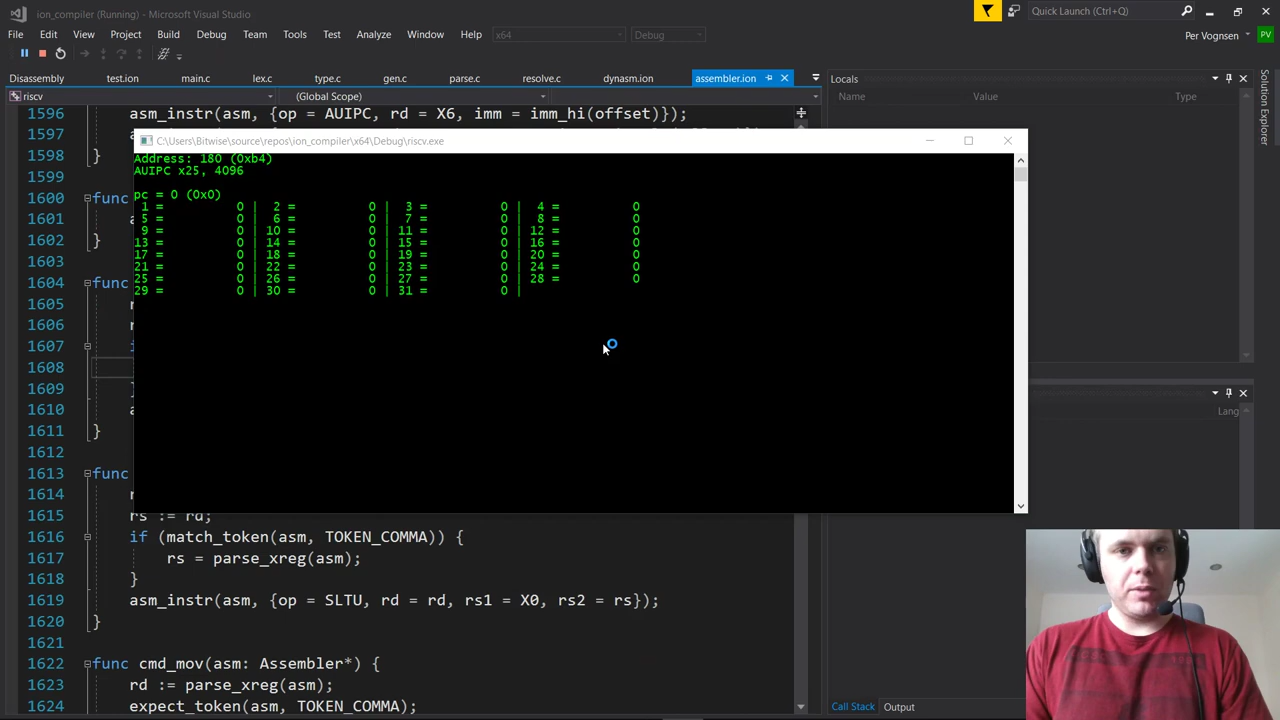 ion_compiler (Running) - Microsoft Visual Studio
Quick Launch (Ctrl+Q)
File Edit View Project Build Debug Team Tools Test Analyze Window Help x64 Debug
Per Vognsen PV
Disassembly test.ion main.c lex.c type.c gen.c parse.c resolve.c dynasm.ion assembler.ion
riscv (Global Scope)
Locals
Name Value Type
Solution Explorer
1596 asm_instr(asm, {op = AUIPC, rd = X6, imm = imm_hi(offset)});
1597
1598 }
1599
1600 func
1601
1602 }
1603
1604 func
1605
1606
1607
1608
1609
1610
1611 }
1612
1613 func
1614
1615 rs := rd;
1616 if (match_token(asm, TOKEN_COMMA)) {
1617 rs = parse_xreg(asm);
1618 }
1619 asm_instr(asm, {op = SLTU, rd = rd, rs1 = X0, rs2 = rs});
1620 }
1621
1622 func cmd_mov(asm: Assembler*) {
1623 rd := parse_xreg(asm);
1624 expect_token(asm, TOKEN_COMMA);
C:\Users\Bitwise\source\repos\ion_compiler\x64\Debug\riscv.exe
Address: 180 (0xb4)
AUIPC x25, 4096
pc = 0 (0x0)
1 = 0 | 2 = 0 | 3 = 0 | 4 = 0
5 = 0 | 6 = 0 | 7 = 0 | 8 = 0
9 = 0 | 10 = 0 | 11 = 0 | 12 = 0
13 = 0 | 14 = 0 | 15 = 0 | 16 = 0
17 = 0 | 18 = 0 | 19 = 0 | 20 = 0
21 = 0 | 22 = 0 | 23 = 0 | 24 = 0
25 = 0 | 26 = 0 | 27 = 0 | 28 = 0
29 = 0 | 30 = 0 | 31 = 0 |
Lang
Call Stack Output